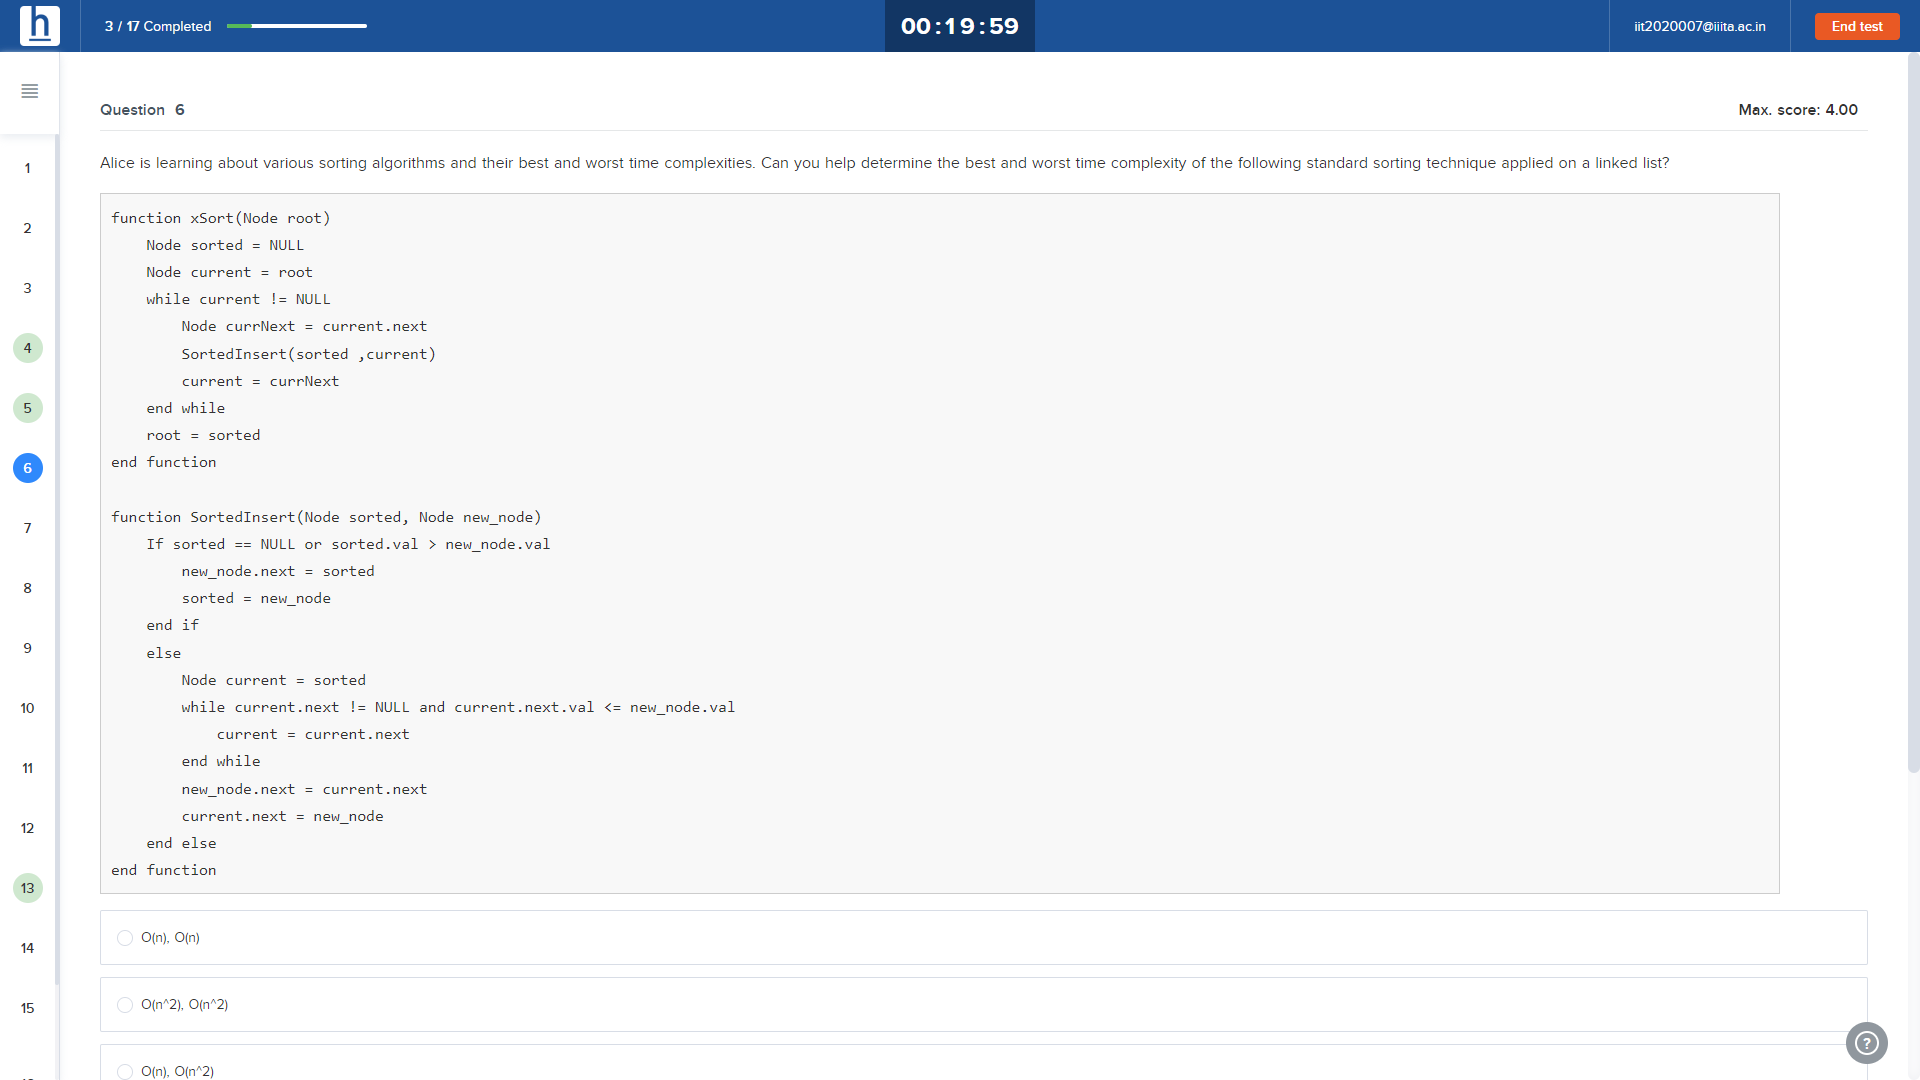 h
3 / 17 Completed
00:19:59
iit2020007@iiita.ac.in
End test
Question 6
Max. score: 4.00
Alice is learning about various sorting algorithms and their best and worst time complexities. Can you help determine the best and worst time complexity of the following standard sorting technique applied on a linked list?
function xSort(Node root)
    Node sorted = NULL
    Node current = root
    while current != NULL
        Node currNext = current.next
        SortedInsert(sorted ,current)
        current = currNext
    end while
    root = sorted
end function
function SortedInsert(Node sorted, Node new_node)
    If sorted == NULL or sorted.val > new_node.val
        new_node.next = sorted
        sorted = new_node
    end if
    else
        Node current = sorted
        while current.next != NULL and current.next.val <= new_node.val
            current = current.next
        end while
        new_node.next = current.next
        current.next = new_node
    end else
end function
O(n), O(n)
O(n^2), O(n^2)
O(n), O(n^2)
1
2
3
4
5
6
7
8
9
10
11
12
13
14
15
?